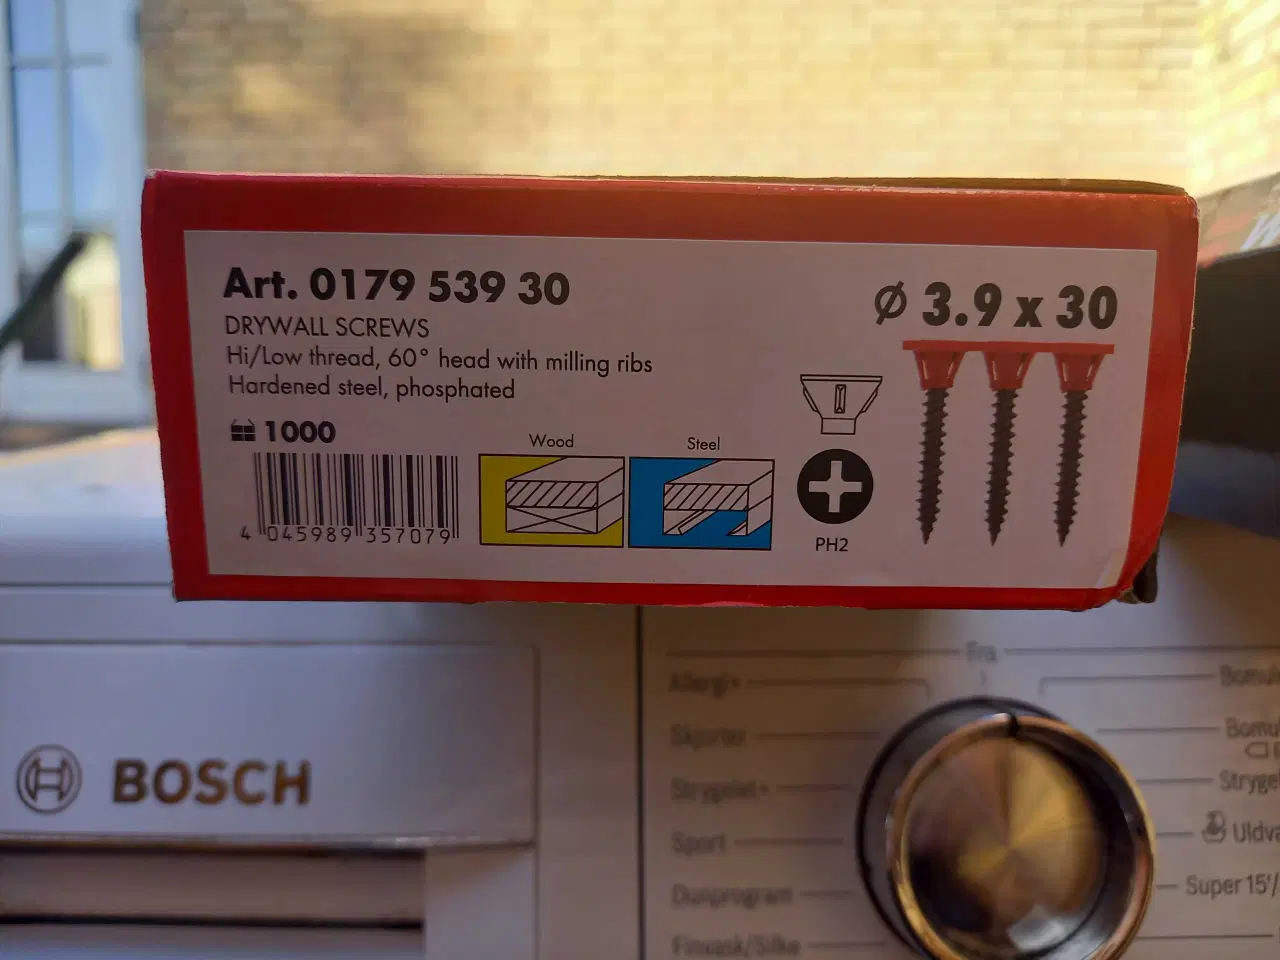 Art. 0179 539 30
DRYWALL SCREWS
Hi/Low thread, 60° head with milling ribs
Hardened steel, phosphated
1000
4 045989 357079
Wood
Steel
PH2
Ø 3.9 x 30
BOSCH
Fra
Allergi+
Skjorter
Strygelet+
Sport
Dunprogram
Finvask/Silke
Super 15'/